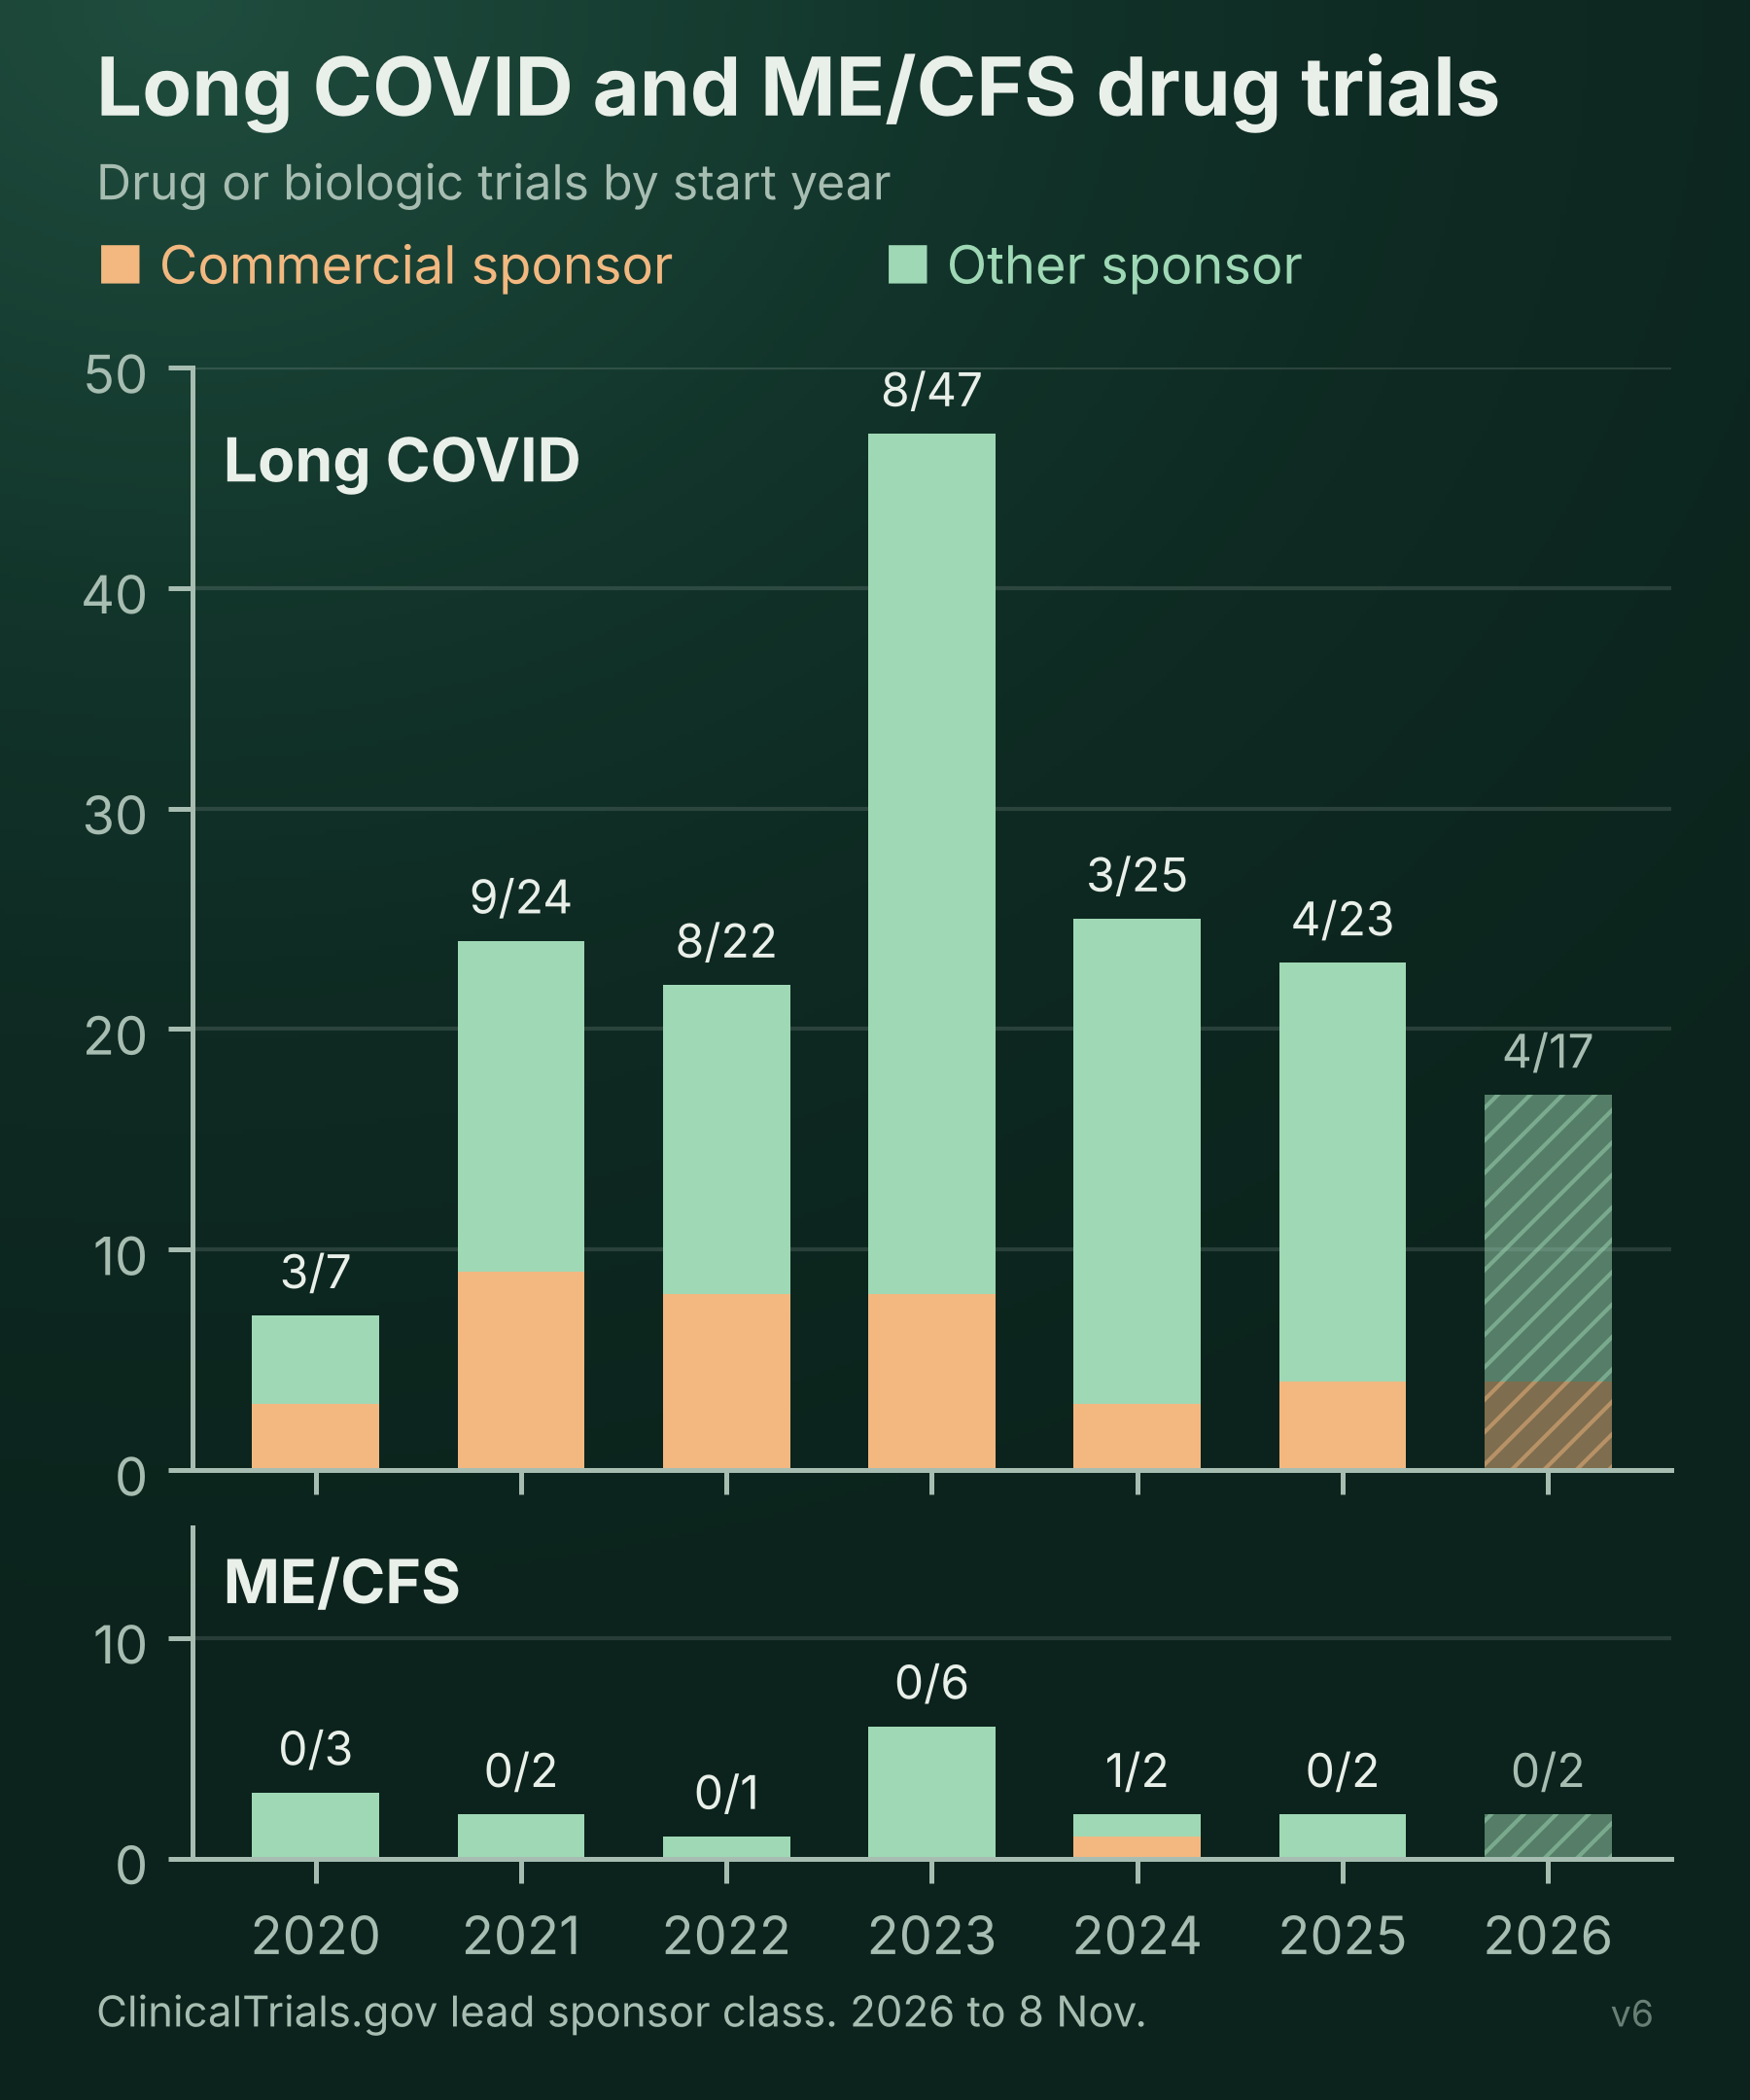 Long COVID and ME/CFS drug trials
Drug or biologic trials by start year
Commercial sponsor
Other sponsor
50
8/47
Long COVID
40
30
9/24
8/22
3/25
4/23
20
4/17
10
3/7
0
ME/CFS
10
0/3
0/2
0/1
0/6
1/2
0/2
0/2
0
2020 2021 2022 2023 2024 2025 2026
ClinicalTrials.gov lead sponsor class. 2026 to 8 Nov.
v6